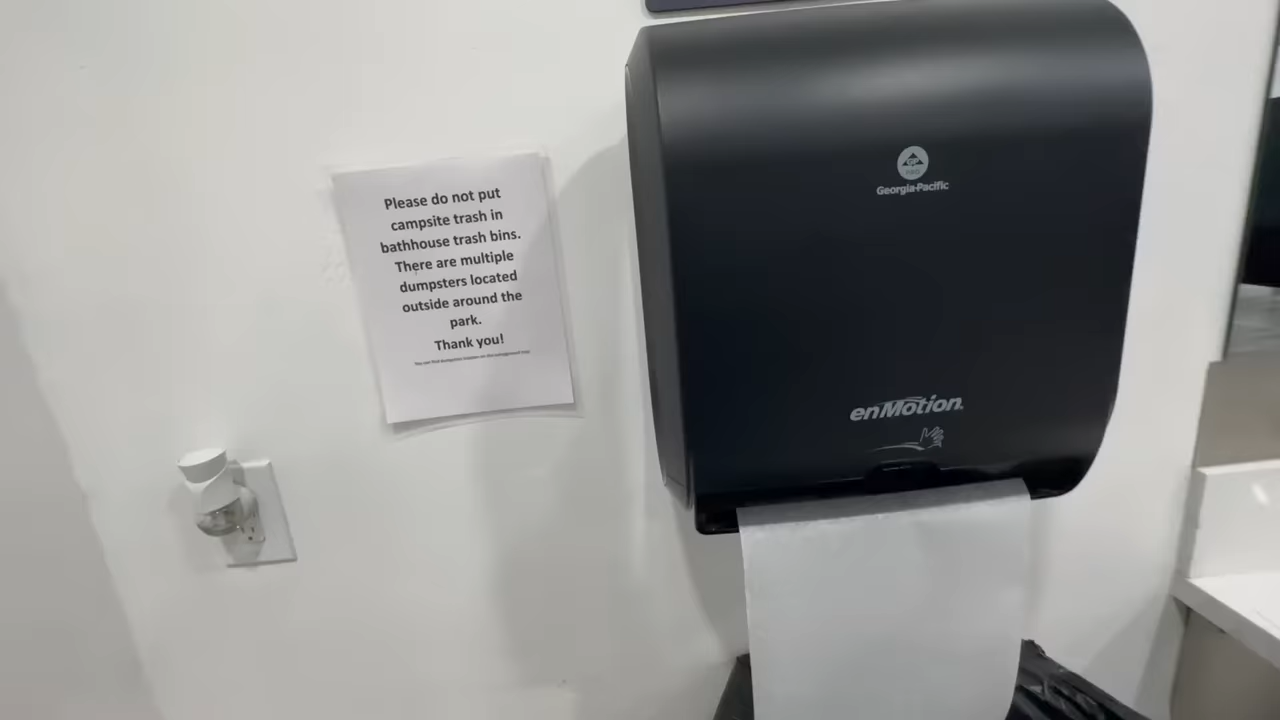 Please do not put
campsite trash in
bathhouse trash bins.
There are multiple
dumpsters located
outside around the
park.
Thank you!
GP
Georgia-Pacific
enMotion